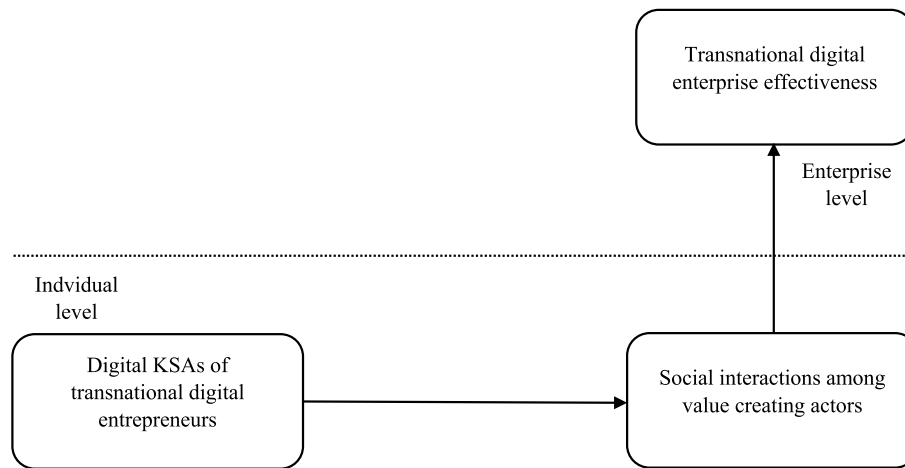 Transnational digital
enterprise effectiveness
Enterprise
level
Indvidual
level
Digital KSAs of
transnational digital
entrepreneurs
Social interactions among
value creating actors